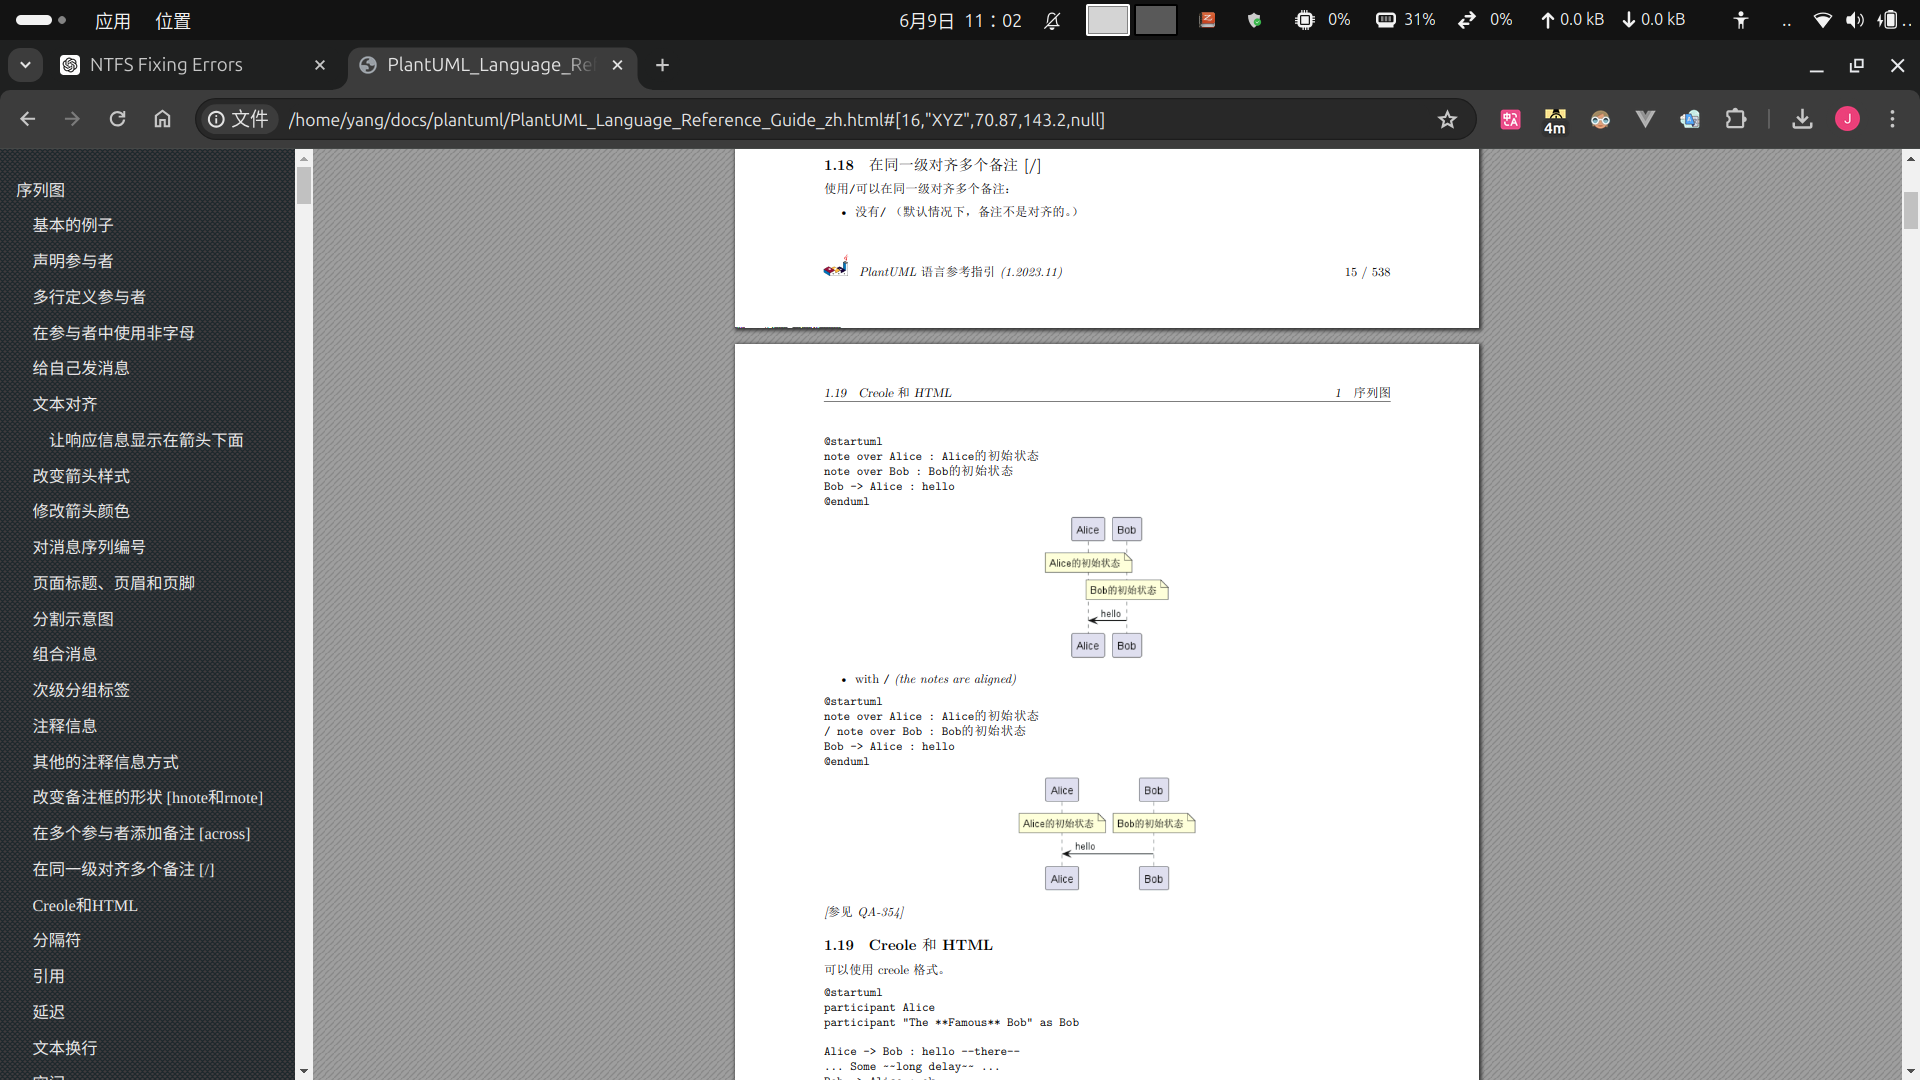 应用 位置 6月9日 11：02 0% 31% 0% 0.0 kB 0.0 kB ..
NTFS Fixing Errors PlantUML_Language_Re
文件 /home/yang/docs/plantuml/PlantUML_Language_Reference_Guide_zh.html#[16,"XYZ",70.87,143.2,null] 4m J
序列图
基本的例子
声明参与者
多行定义参与者
在参与者中使用非字母
给自己发消息
文本对齐
让响应信息显示在箭头下面
改变箭头样式
修改箭头颜色
对消息序列编号
页面标题、页眉和页脚
分割示意图
组合消息
次级分组标签
注释信息
其他的注释信息方式
改变备注框的形状 [hnote和rnote]
在多个参与者添加备注 [across]
在同一级对齐多个备注 [/]
Creole和HTML
分隔符
引用
延迟
文本换行
1.18 在同一级对齐多个备注 [/]
使用/可以在同一级对齐多个备注:
• 没有/ （默认情况下，备注不是对齐的。）
PlantUML 语言参考指引 (1.2023.11) 15 / 538
1.19 Creole 和 HTML 1 序列图
@startuml
note over Alice : Alice的初始状态
note over Bob : Bob的初始状态
Bob -> Alice : hello
@enduml
Alice Bob
Alice的初始状态
Bob的初始状态
hello
Alice Bob
• with / (the notes are aligned)
@startuml
note over Alice : Alice的初始状态
/ note over Bob : Bob的初始状态
Bob -> Alice : hello
@enduml
Alice Bob
Alice的初始状态 Bob的初始状态
hello
Alice Bob
[参见 QA-354]
1.19 Creole 和 HTML
可以使用 creole 格式。
@startuml
participant Alice
participant "The **Famous** Bob" as Bob
Alice -> Bob : hello --there--
... Some ~~long delay~~ ...